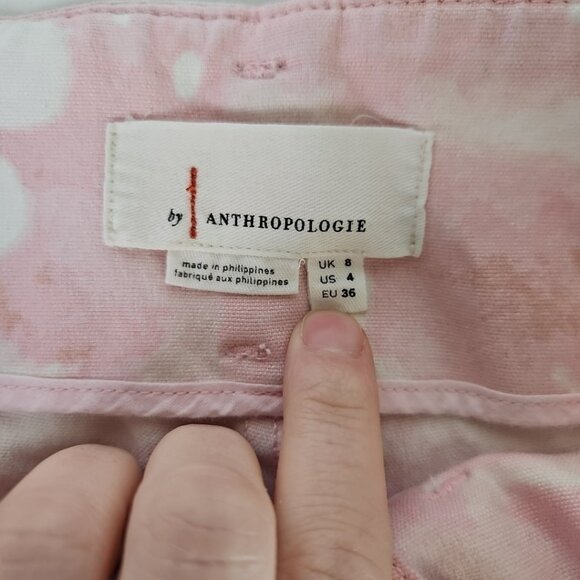 by ANTHROPOLOGIE
made in philippines
fabriqué aux philippines
UK 8
US 4
EU 36